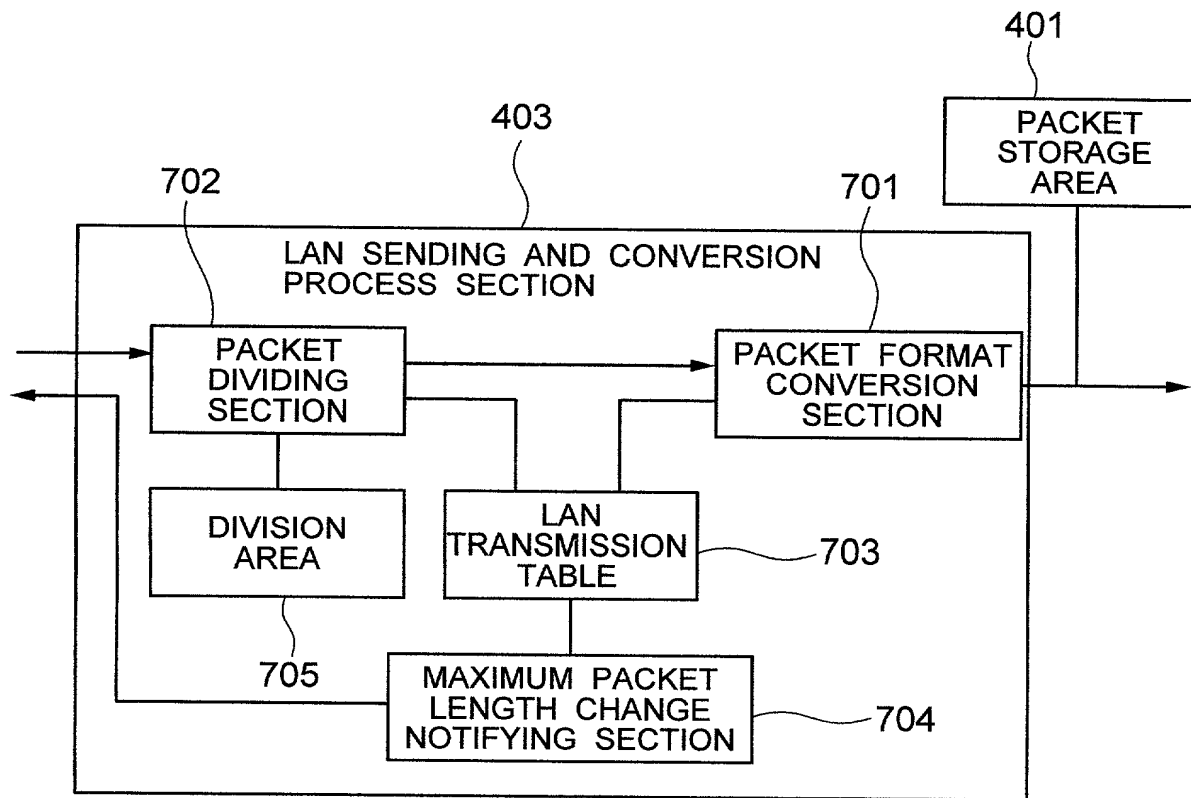 401
PACKET
STORAGE
AREA
403
702
701
LAN SENDING AND CONVERSION
PROCESS SECTION
PACKET
DIVIDING
SECTION
PACKET FORMAT
CONVERSION
SECTION
DIVISION
AREA
LAN
TRANSMISSION
TABLE
703
705
MAXIMUM PACKET
LENGTH CHANGE
NOTIFYING SECTION
704